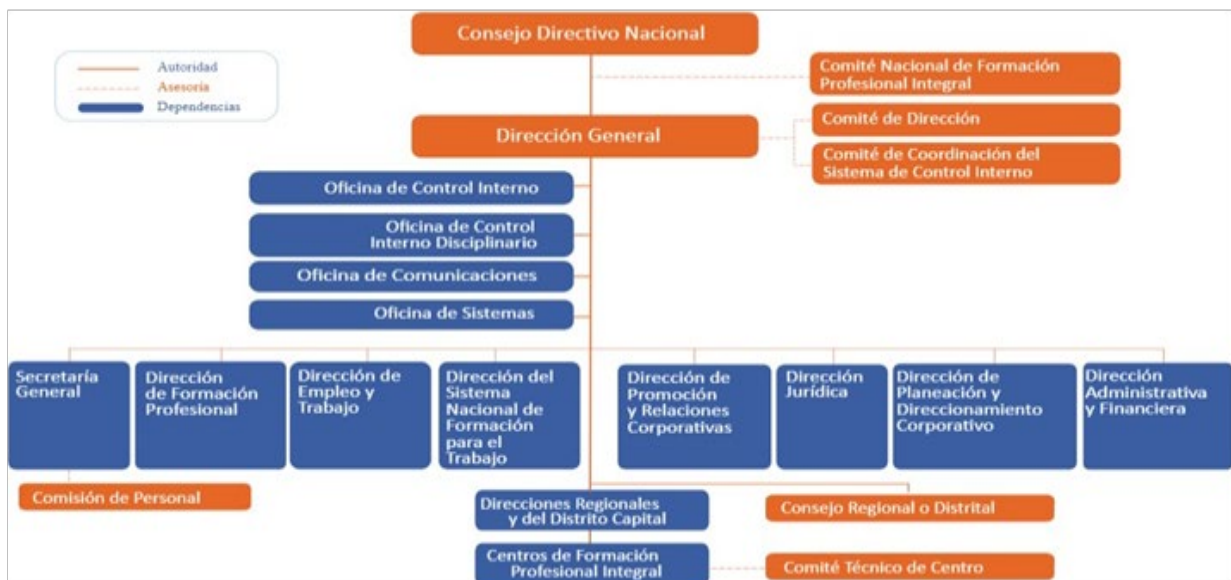 Consejo Directivo Nacional
Autoridad
Asesoría
Dependencias
Comité Nacional de Formación
Profesional Integral
Dirección General
Comité de Dirección
Comité de Coordinación del
Sistema de Control Interno
Oficina de Control Interno
Oficina de Control
Interno Disciplinario
Oficina de Comunicaciones
Oficina de Sistemas
Secretaría
General
Dirección
de Formación
Profesional
Dirección de
Empleo y
Trabajo
Dirección del
Sistema
Nacional de
Formación
para el
Trabajo
Dirección de
Promoción
y Relaciones
Corporativas
Dirección
Jurídica
Dirección de
Planeación y
Direccionamiento
Corporativo
Dirección
Administrativa
y Financiera
Comisión de Personal
Direcciones Regionales
y del Distrito Capital
Consejo Regional o Distrital
Centros de Formación
Profesional Integral
Comité Técnico de Centro